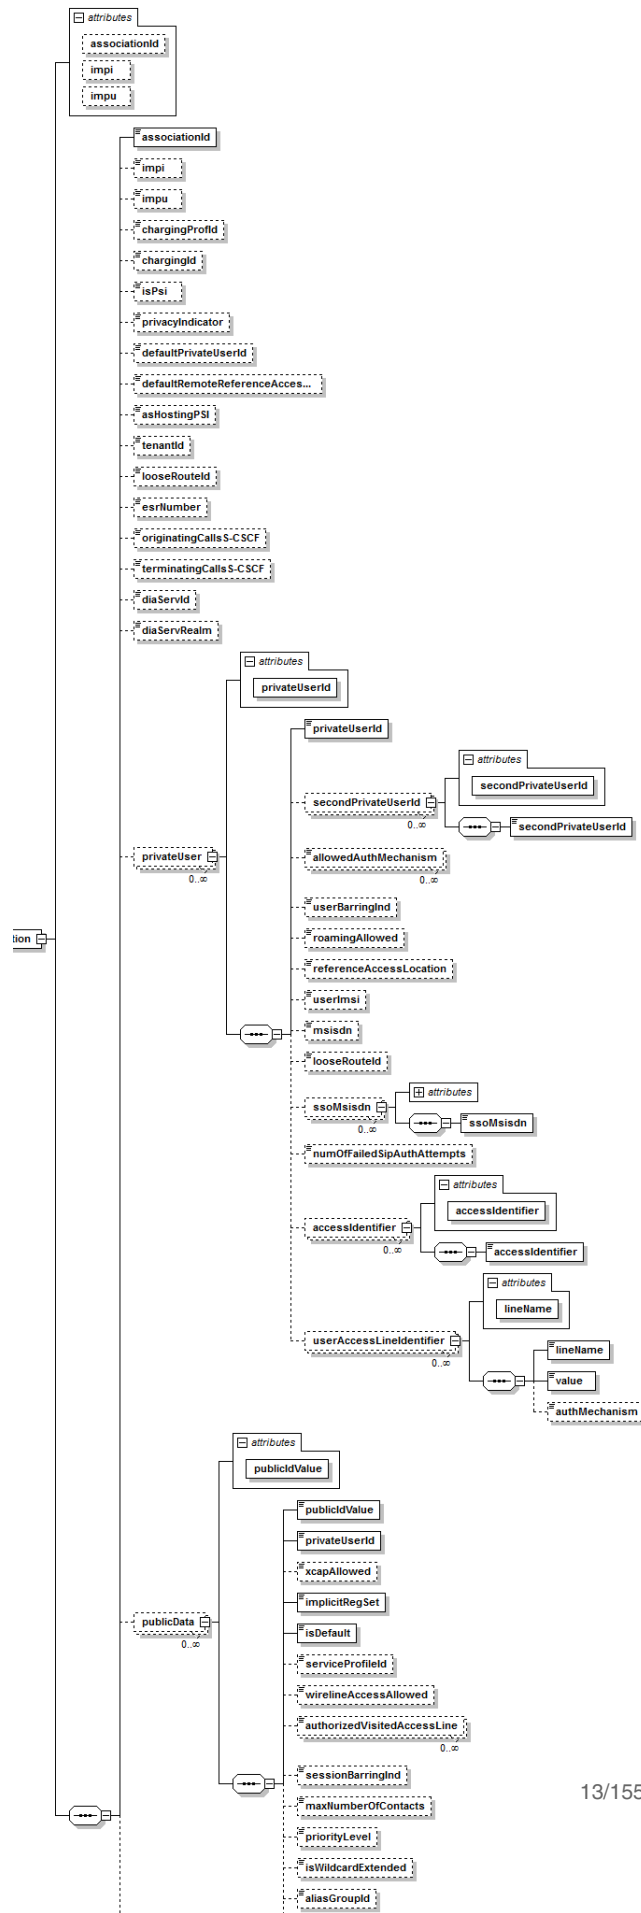 attributes
associationId
impi
impu
associationId
impi
impu
chargingProfId
chargingId
isPsi
privacyIndicator
defaultPrivateUserId
defaultRemoteReferenceAcces...
asHostingPSI
tenantId
looseRouteId
esrNumber
originatingCallsS-CSCF
terminatingCallsS-CSCF
diaServId
diaServRealm
attributes
privateUserId
privateUserId
attributes
secondPrivateUserId
secondPrivateUserId
0..∞
secondPrivateUserId
privateUser
0..∞
allowedAuthMechanism
0..∞
userBarringInd
tion
roamingAllowed
referenceAccessLocation
userImsi
msisdn
looseRouteId
attributes
ssoMsisdn
0..∞
ssoMsisdn
numOfFailedSipAuthAttempts
attributes
accessIdentifier
accessIdentifier
0..∞
accessIdentifier
attributes
lineName
userAccessLineIdentifier
0..∞
lineName
value
authMechanism
attributes
publicIdValue
publicIdValue
privateUserId
xcapAllowed
implicitRegSet
publicData
0..∞
isDefault
serviceProfileId
wirelineAccessAllowed
authorizedVisitedAccessLine
0..∞
sessionBarringInd
13/155
maxNumberOfContacts
priorityLevel
isWildcardExtended
aliasGroupId